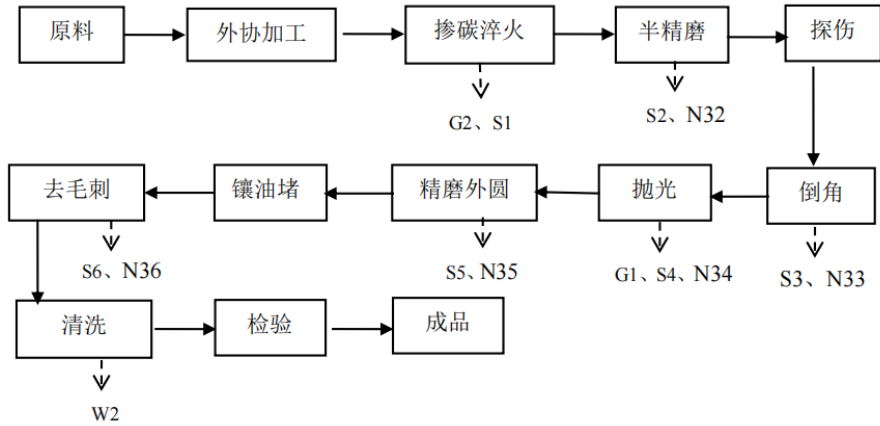 原料 外协加工 掺碳淬火 半精磨 探伤
G2、S1 S2、N32
去毛刺 镶油堵 精磨外圆 抛光 倒角
S6、N36 S5、N35 G1、S4、N34 S3、N33
清洗 检验 成品
W2